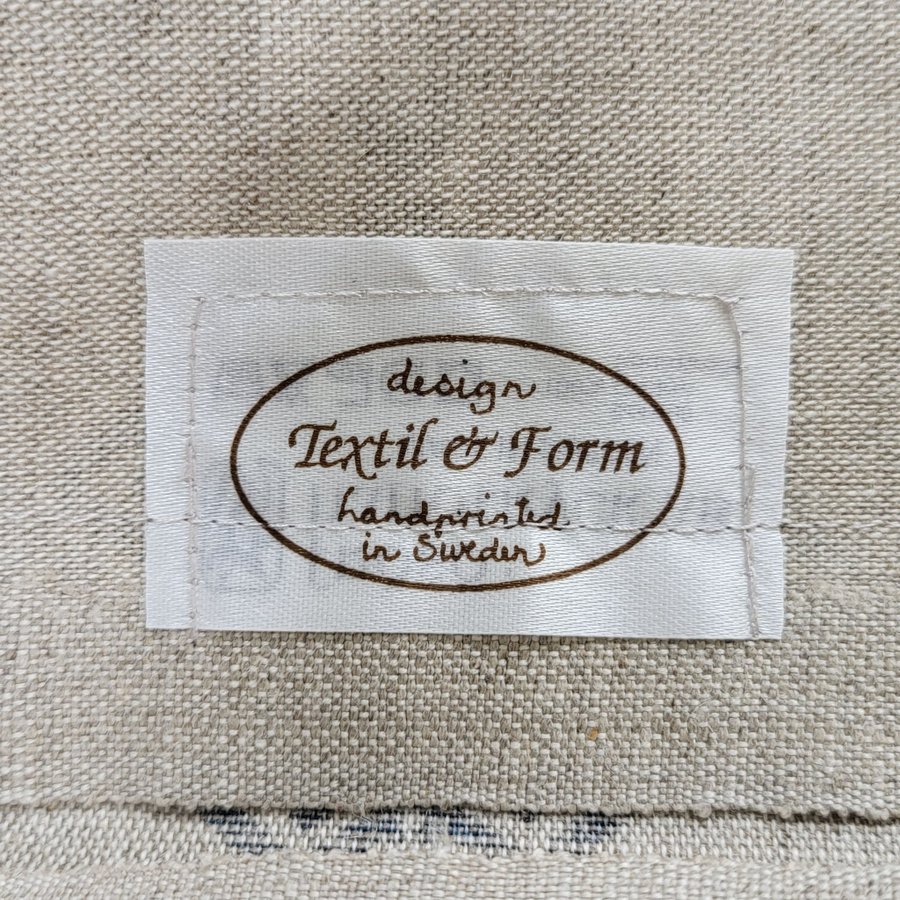 design
Textil & Form
handprinted
in Sweden